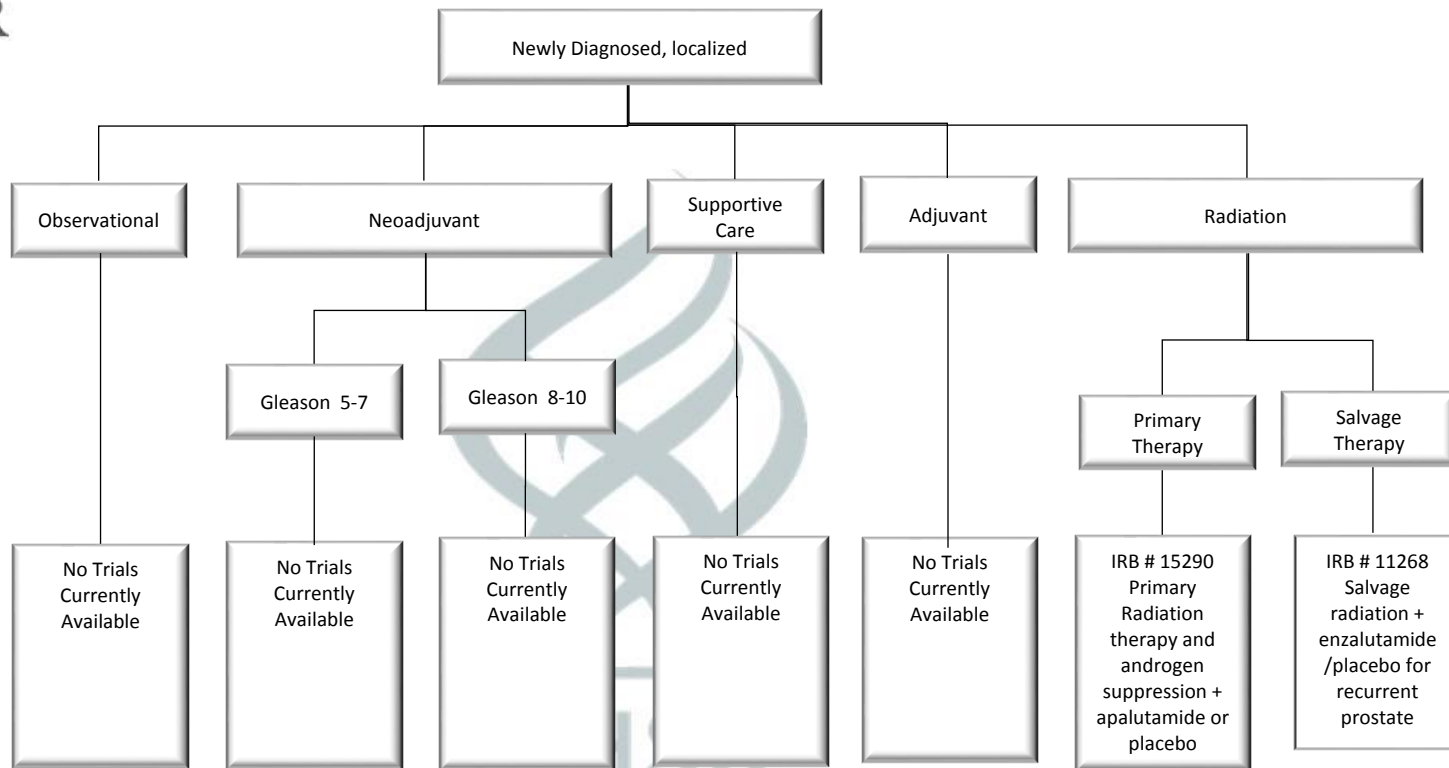 Newly Diagnosed, localized
Observational
Neoadjuvant
Supportive
Care
Adjuvant
Radiation
Gleason 5-7
Gleason 8-10
Primary
Therapy
Salvage
Therapy
No Trials
Currently
Available
No Trials
Currently
Available
No Trials
Currently
Available
No Trials
Currently
Available
No Trials
Currently
Available
IRB # 15290
Primary
Radiation
therapy and
androgen
suppression +
apalutamide or
placebo
IRB # 11268
Salvage
radiation +
enzalutamide
/placebo for
recurrent
prostate